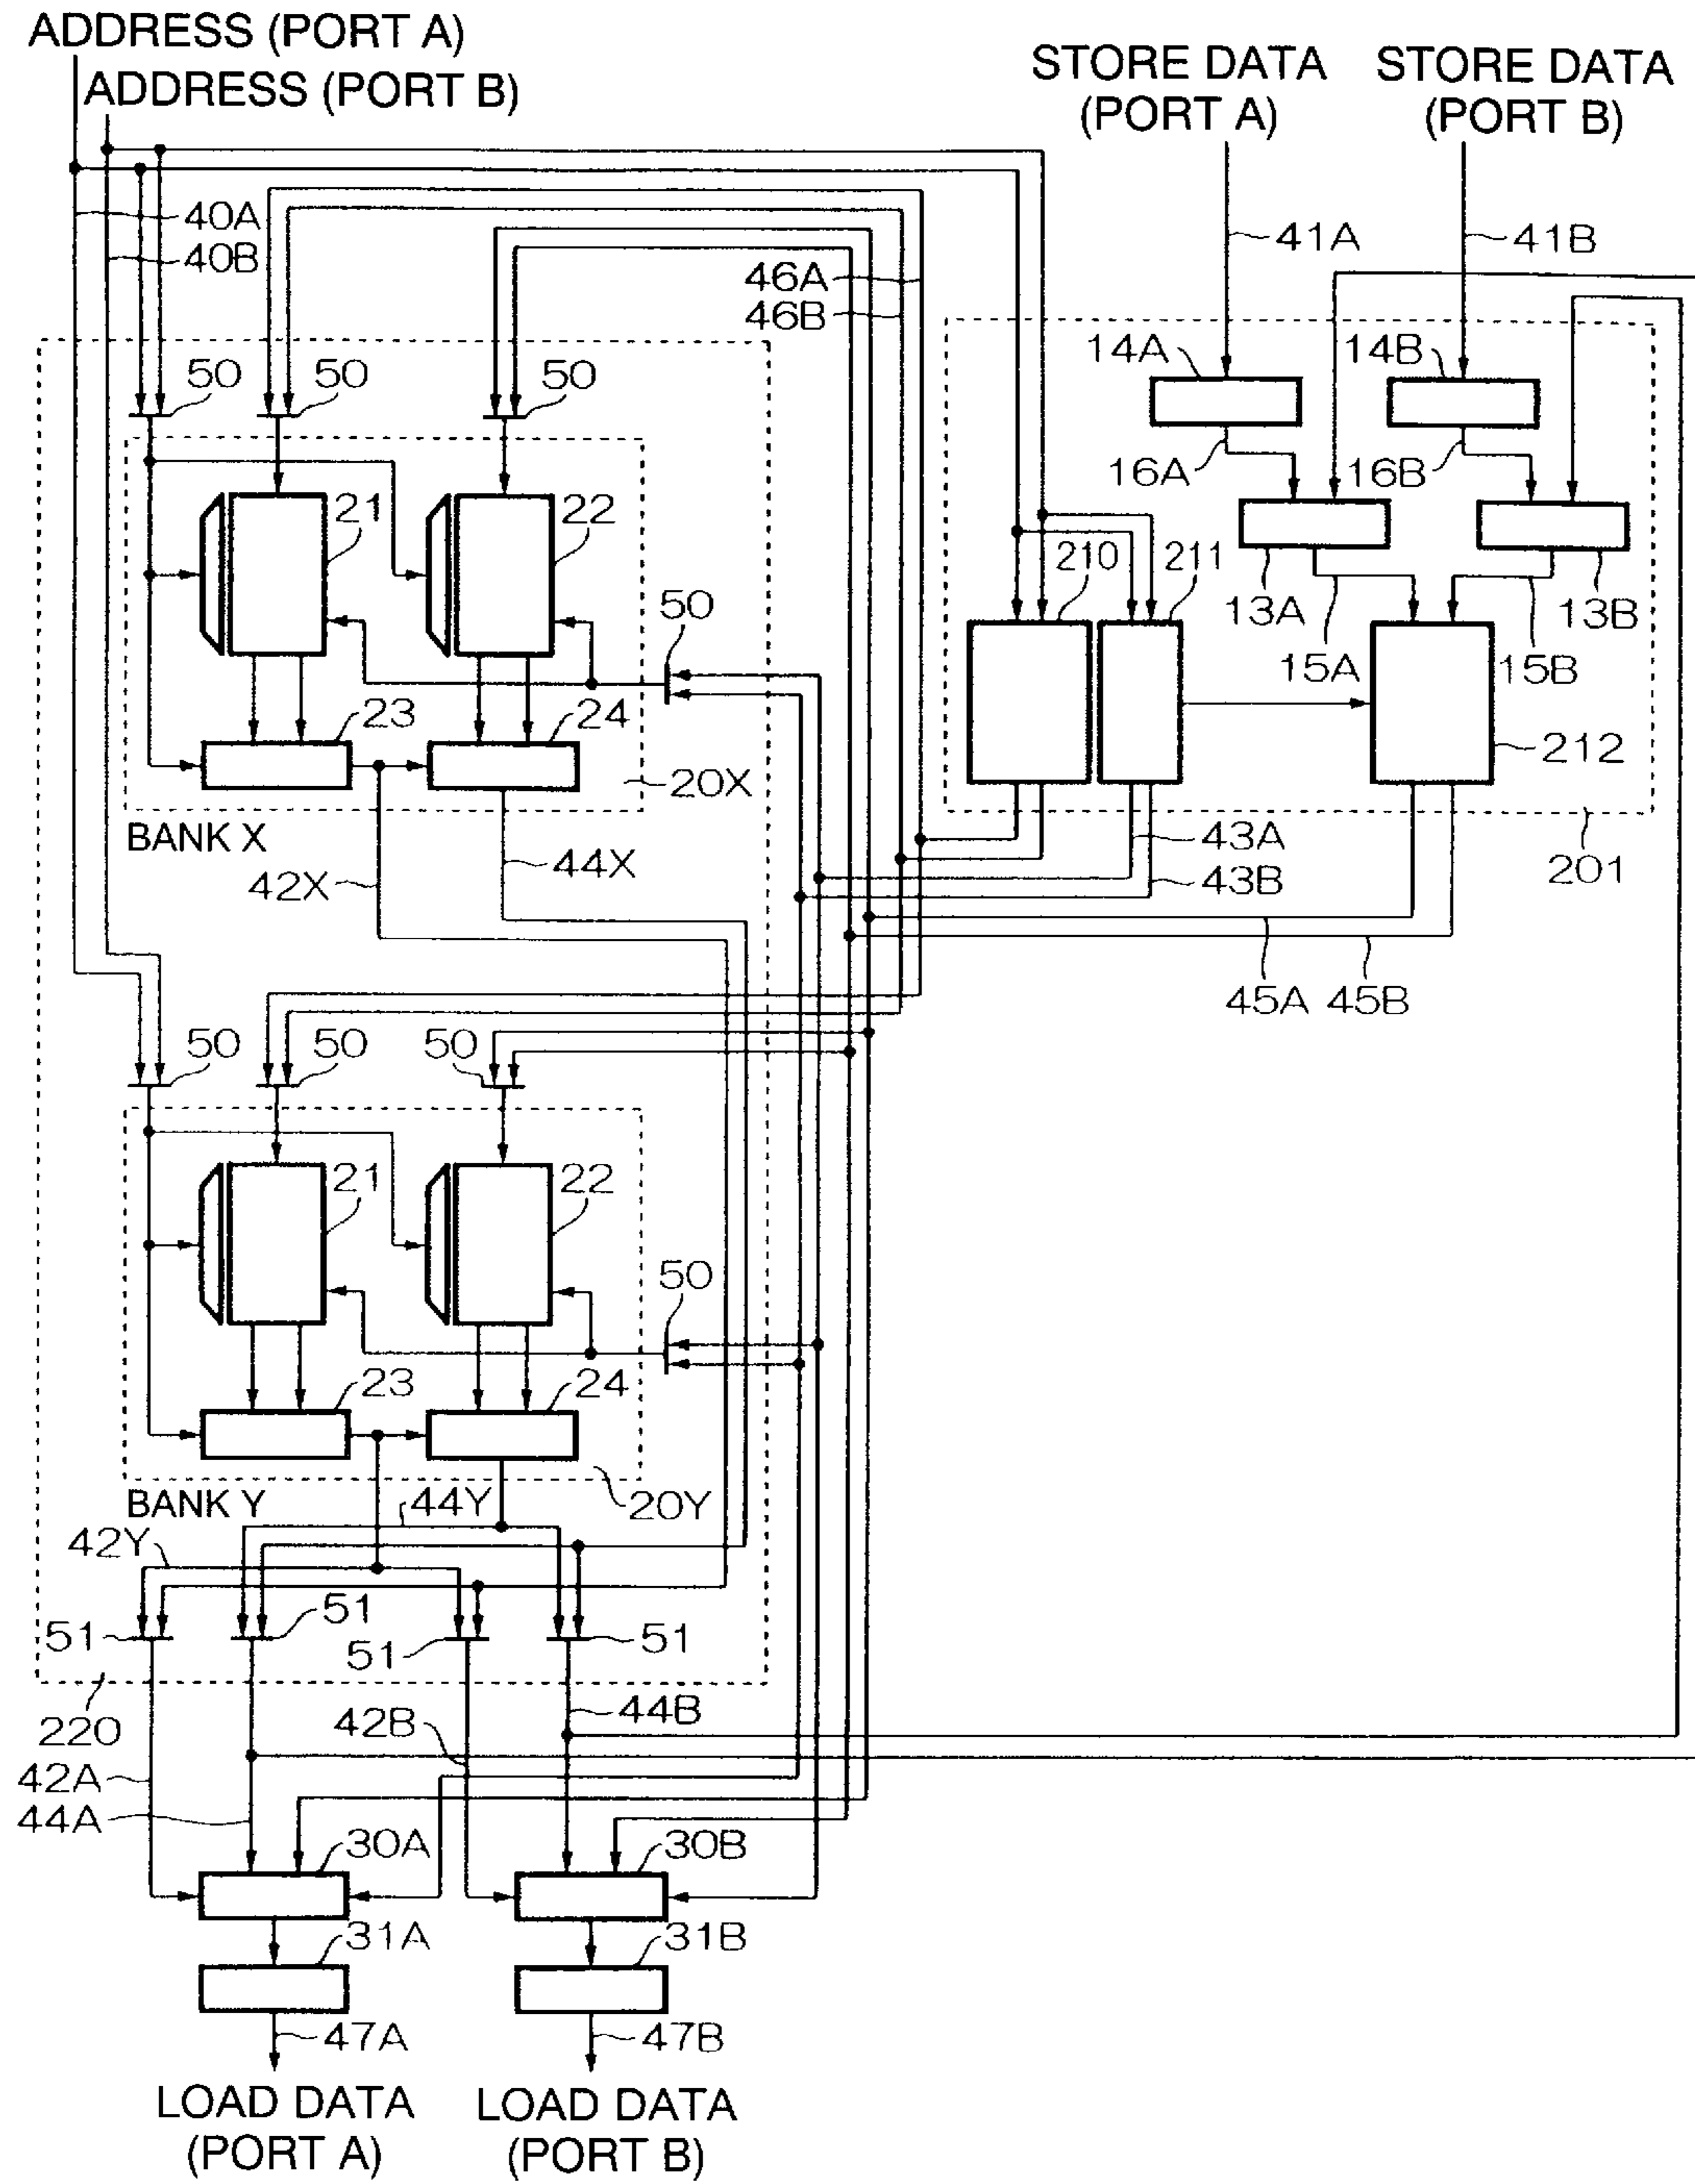 ADDRESS (PORT A)
ADDRESS (PORT B)
STORE DATA
(PORT A)
STORE DATA
(PORT B)
40A
40B
46A
46B
41A
41B
14A
14B
50
50
50
16A
16B
21
22
210
211
13A
13B
50
15A
15B
23
24
212
20X
BANK X
43A
43B
201
42X
44X
45A
45B
50
50
50
21
22
50
23
24
BANK Y
44Y
20Y
42Y
51
51
51
51
220
42B
44B
42A
44A
30A
30B
31A
31B
47A
47B
LOAD DATA
(PORT A)
LOAD DATA
(PORT B)